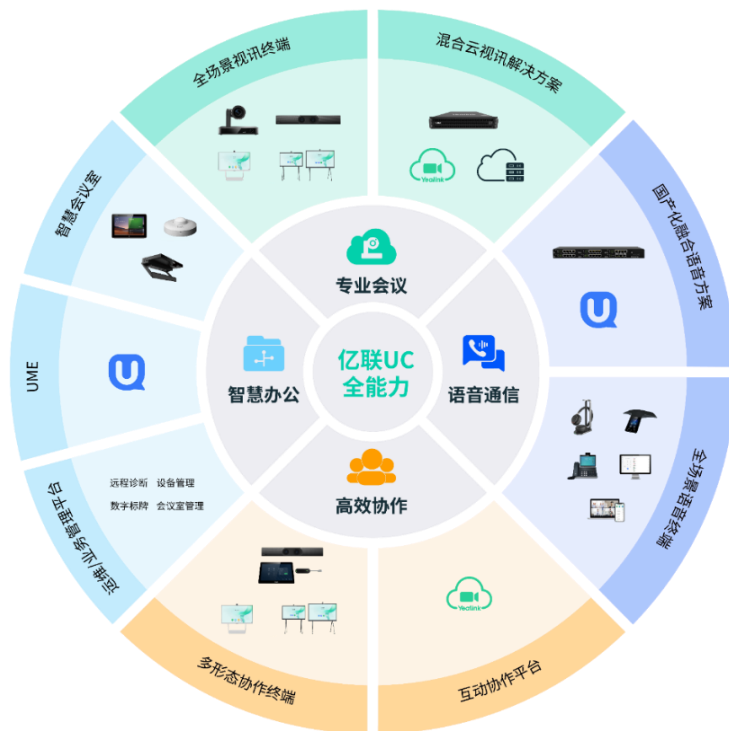 全场景视讯终端
混合云视讯解决方案
智慧会议室
国产化融合语音方案
Yealink
专业会议
UME
智慧办公
亿联UC
全能力
语音通信
远程诊断 设备管理
数字标牌 会议室管理
高效协作
运维/业务管理平台
全场景语音终端
Yealink
多形态协作终端
互动协作平台